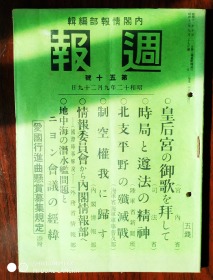 內閣情報部編輯
週報
第五十號
昭和十二年九月二十九日
五錢
皇后宮の御歌を拜して
時局と遵法の精神
北支平野の殲滅戰
制空權我に歸す
情報委員會から內閣情報部へ
地中海の潛水艦問題と
ニヨン會議の經緯
愛國行進曲懸賞募集規定